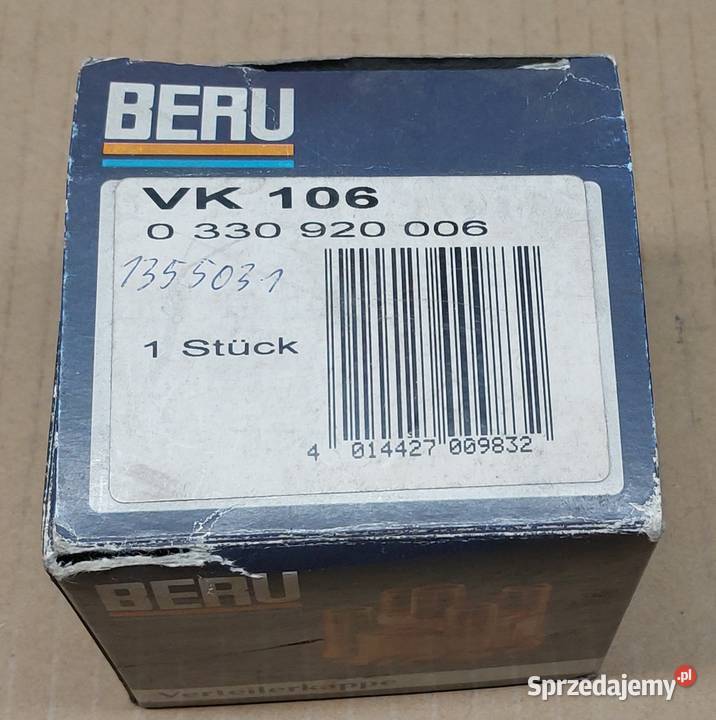 BERU
VK 106
0 330 920 006
1355031
1 Stück
4 014427 009832
BERU
Verteilerkappe
Sprzedajemy.pl